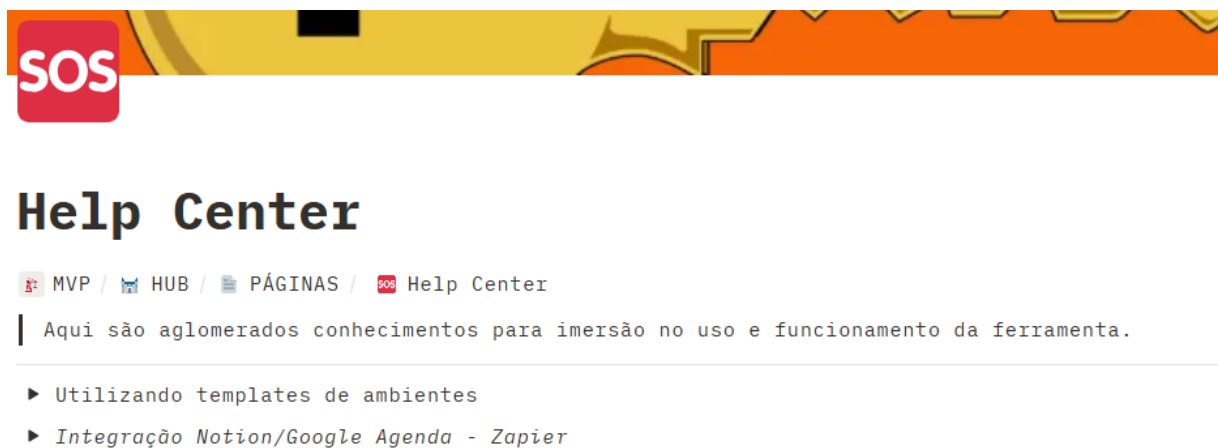 SOS
Help Center
MVP / HUB / PÁGINAS / SOS Help Center
Aqui são aglomerados conhecimentos para imersão no uso e funcionamento da ferramenta.
Utilizando templates de ambientes
Integração Notion/Google Agenda - Zapier